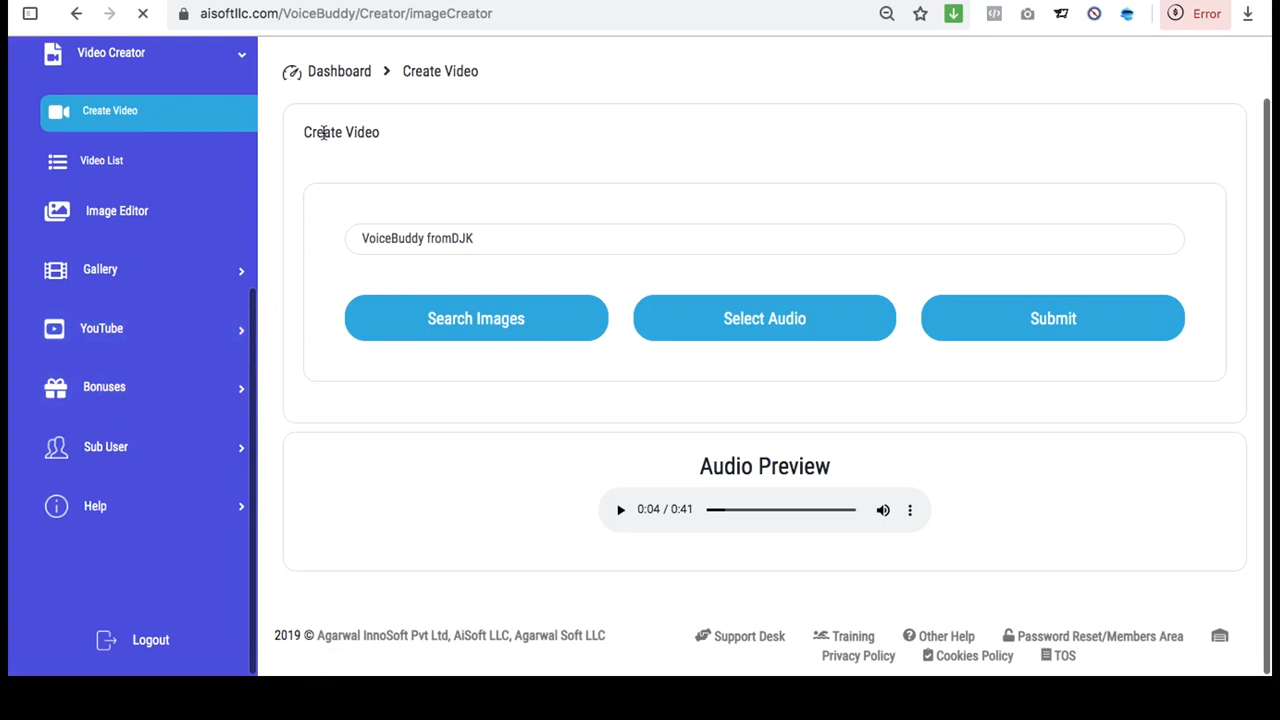 aisoftllc.com/VoiceBuddy/Creator/imageCreator
Error
Video Creator
Create Video
Video List
Image Editor
Gallery
YouTube
Bonuses
Sub User
Help
Logout
Dashboard > Create Video
Create Video
VoiceBuddy fromDJK
Search Images Select Audio Submit
Audio Preview
0:04 / 0:41
2019 © Agarwal InnoSoft Pvt Ltd, AiSoft LLC, Agarwal Soft LLC
Support Desk Training Other Help Password Reset/Members Area
Privacy Policy Cookies Policy TOS